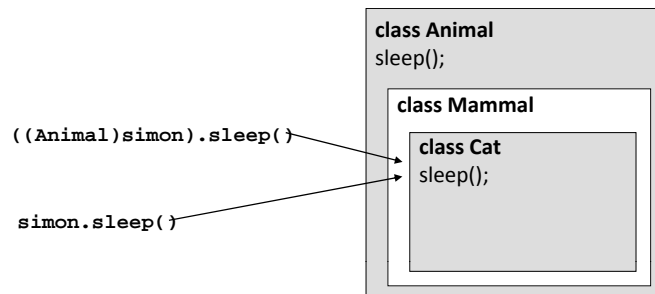 class Animal
sleep();
class Mammal
((Animal)simon).sleep()
class Cat
sleep();
simon.sleep()